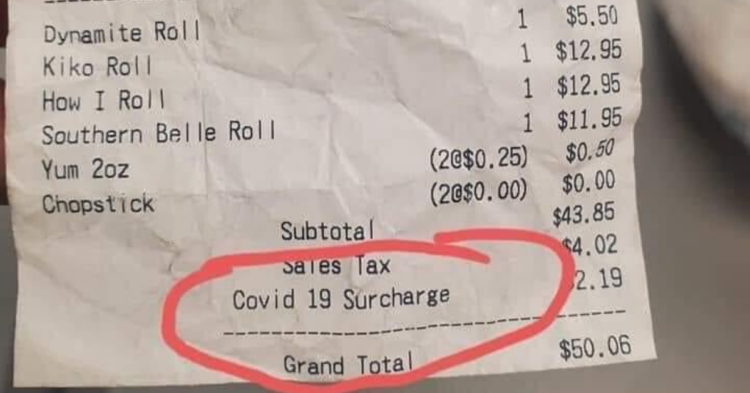 Dynamite Roll 1 $5.50
Kiko Roll 1 $12.95
How I Roll 1 $12.95
Southern Belle Roll 1 $11.95
Yum 2oz (2@$0.25) $0.50
Chopstick (2@$0.00) $0.00
Subtotal $43.85
Sales Tax $4.02
Covid 19 Surcharge 2.19
Grand Total $50.06